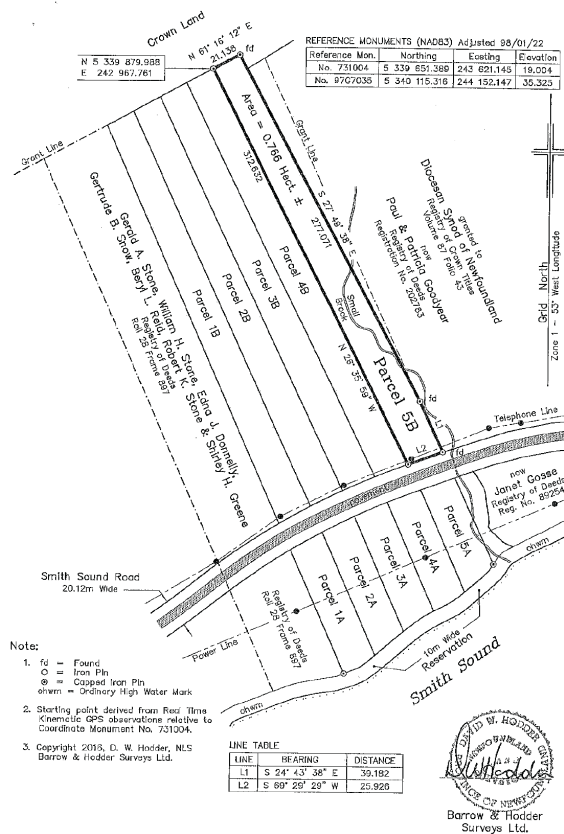 Crown Land
N 61° 16' 12" E
21.138
fd
N 5 339 879.988
E 242 967.761
REFERENCE MONUMENTS (NAD83) Adjusted 98/01/22
Reference Mon. Northing Easting Elevation
No. 731004 5 339 651.389 243 621.145 19.004
No. 97G7035 5 340 115.316 244 152.147 35.325
Grant Line
Grant Line
Area = 0.766 Hect ±
312.632
277.071
S 27° 48' 38" E
N 26° 35' 59" W
Small
Brook
granted to
Diocesan Synod of Newfoundland
Registry of Crown Titles
Volume 87 Folio 43
now
Paul & Patricia Goodyear
Registry of Deeds
Registration No. 202783
Grid North
Zone 1 - 53° West Longitude
Gerald A. Stone, William H. Stone, Edna J. Donnelly,
Gertrude B. Snow, Beryl L. Reid, Robert K. Stone & Shirley H. Greene
Registry of Deeds
Roll 28 Frame 897
Parcel 1B
Parcel 2B
Parcel 3B
Parcel 4B
Parcel 5B
fd
L1
L2
fd
Telephone Line
now
Janet Gosse
Registry of Deeds
Reg. No. 89254
ohwm
Smith Sound Road
20.12m Wide
Parcel 1A
Parcel 2A
Parcel 3A
Parcel 4A
Parcel 5A
Registry of Deeds
Roll 28 Frame 897
Power Line
10m Wide
Reservation
Smith Sound
ohwm
Note:
1. fd = Found
O = Iron Pin
⊙ = Capped Iron Pin
ohwm = Ordinary High Water Mark
2. Starting point derived from Real Time
Kinematic GPS observations relative to
Coordinate Monument No. 731004.
3. Copyright 2016, D. W. Hodder, NLS
Barrow & Hodder Surveys Ltd.
LINE TABLE
LINE BEARING DISTANCE
L1 S 24° 43' 38" E 39.182
L2 S 69° 29' 29" W 25.926
DAVID W. HODDER
NEWFOUNDLAND
Barrow & Hodder
Surveys Ltd.